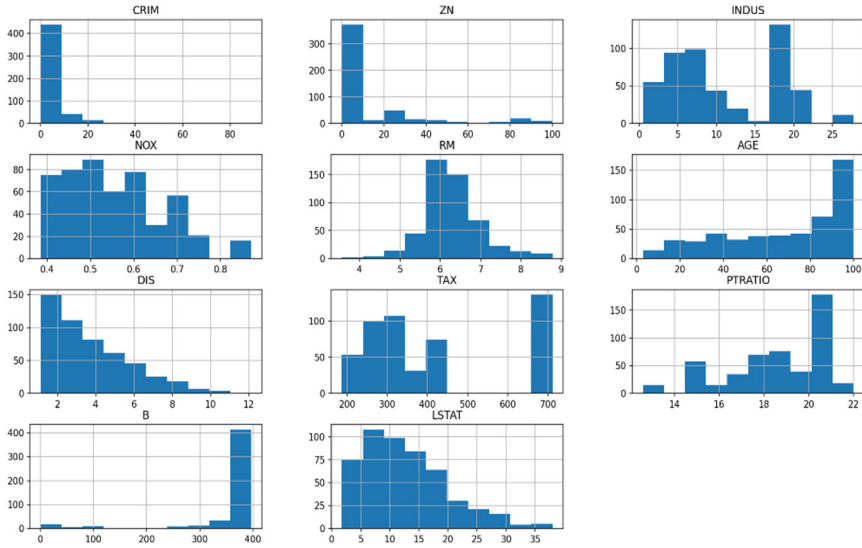 CRIM
400
300
200
100
0
0 20 40 60 80
ZN
300
200
100
0
0 20 40 60 80 100
INDUS
100
50
0
0 5 10 15 20 25
NOX
80
60
40
20
0
0.4 0.5 0.6 0.7 0.8
RM
150
100
50
0
4 5 6 7 8 9
AGE
150
100
50
0
0 20 40 60 80 100
DIS
150
100
50
0
2 4 6 8 10 12
TAX
100
50
0
200 300 400 500 600 700
PTRATIO
150
100
50
0
14 16 18 20 22
B
400
300
200
100
0
0 100 200 300 400
LSTAT
100
75
50
25
0
0 5 10 15 20 25 30 35